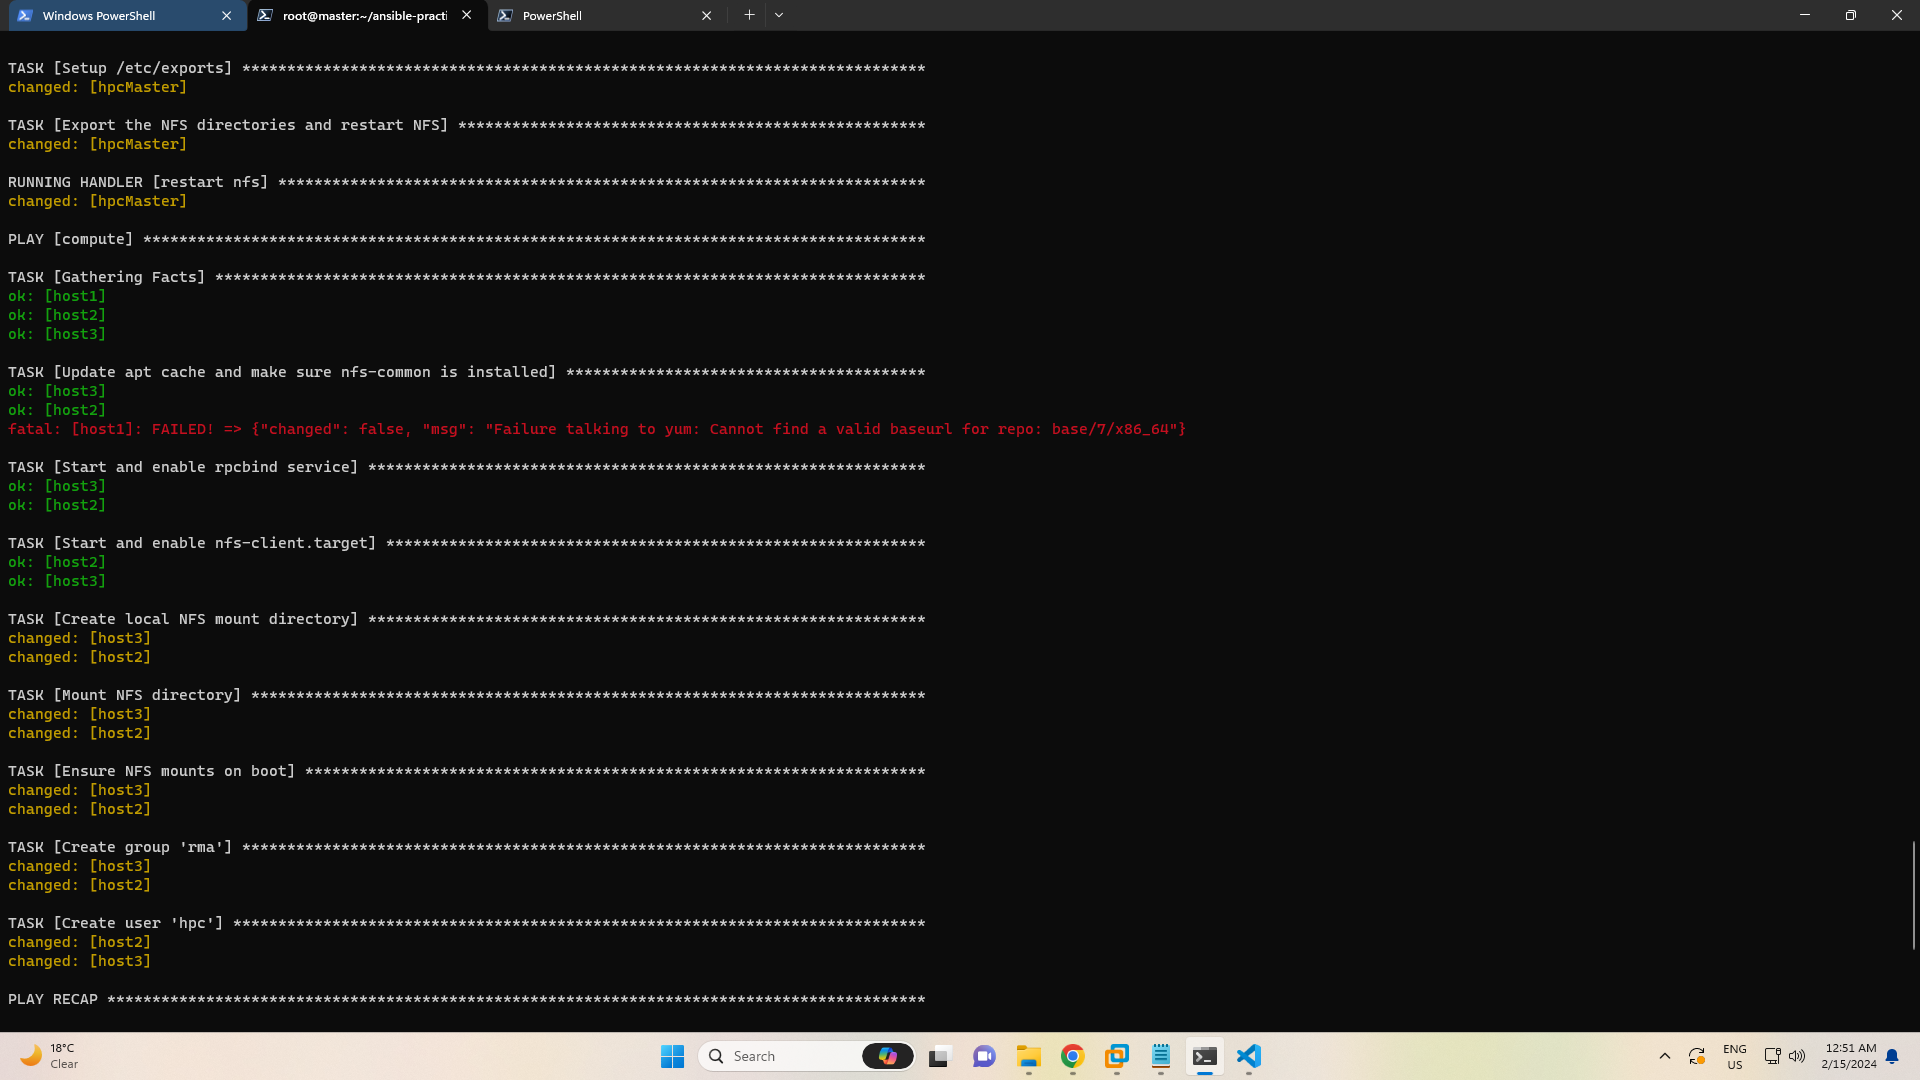 Windows PowerShell
root@master:~/ansible-practi
PowerShell
TASK [Setup /etc/exports] ****************************************************************************
changed: [hpcMaster]
TASK [Export the NFS directories and restart NFS] ****************************************************
changed: [hpcMaster]
RUNNING HANDLER [restart nfs] ************************************************************************
changed: [hpcMaster]
PLAY [compute] ***************************************************************************************
TASK [Gathering Facts] *******************************************************************************
ok: [host1]
ok: [host2]
ok: [host3]
TASK [Update apt cache and make sure nfs-common is installed] ****************************************
ok: [host3]
ok: [host2]
fatal: [host1]: FAILED! => {"changed": false, "msg": "Failure talking to yum: Cannot find a valid baseurl for repo: base/7/x86_64"}
TASK [Start and enable rpcbind service] **************************************************************
ok: [host3]
ok: [host2]
TASK [Start and enable nfs-client.target] ************************************************************
ok: [host2]
ok: [host3]
TASK [Create local NFS mount directory] **************************************************************
changed: [host3]
changed: [host2]
TASK [Mount NFS directory] ***************************************************************************
changed: [host3]
changed: [host2]
TASK [Ensure NFS mounts on boot] *********************************************************************
changed: [host3]
changed: [host2]
TASK [Create group 'rma'] ****************************************************************************
changed: [host3]
changed: [host2]
TASK [Create user 'hpc'] *****************************************************************************
changed: [host2]
changed: [host3]
PLAY RECAP *******************************************************************************************
18°C
Clear
Search
ENG
US
12:51 AM
2/15/2024